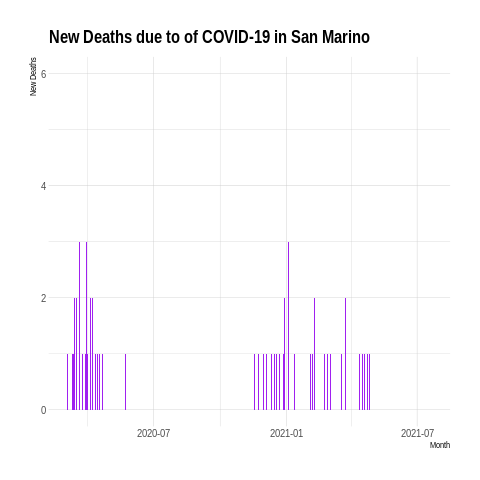 New Deaths due to of COVID-19 in San Marino
New Deaths
6
4
2
0
2020-07
2021-01
2021-07
Month